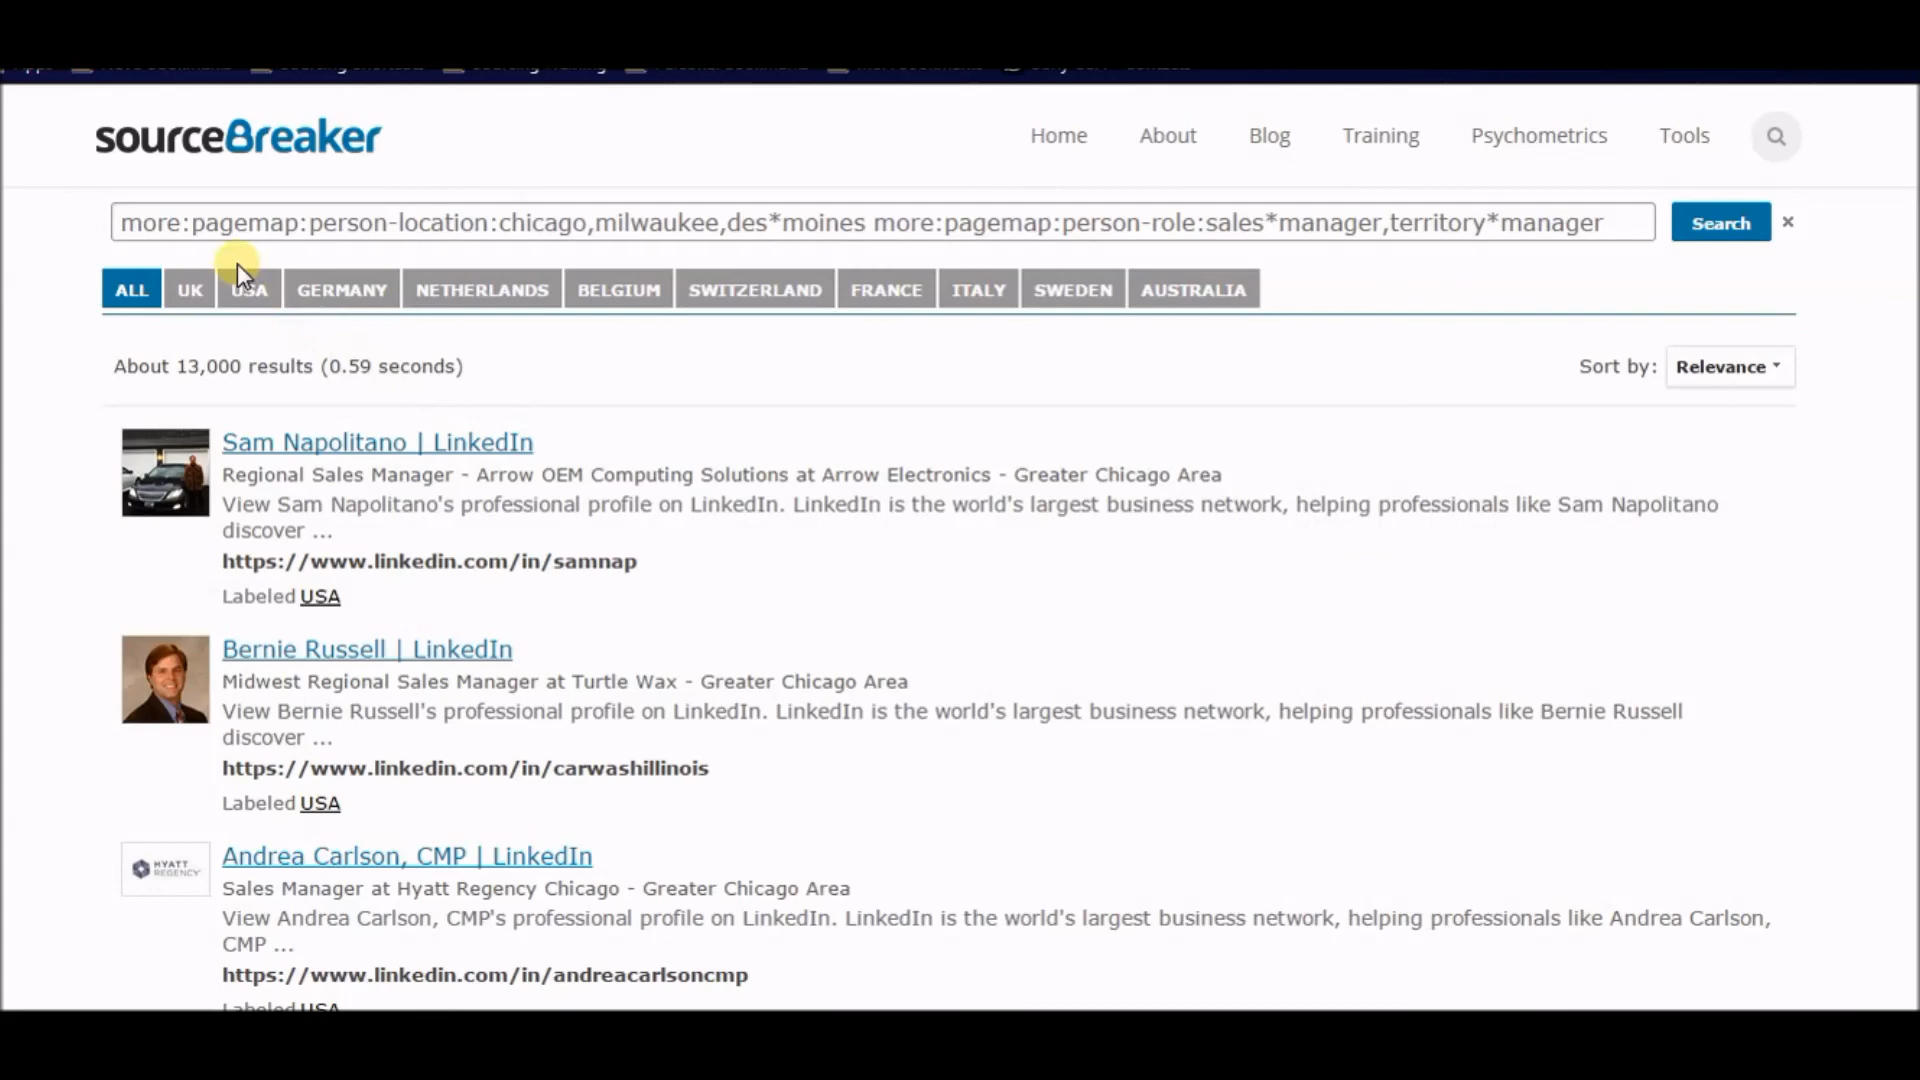 sourceBreaker
Home About Blog Training Psychometrics Tools
more:pagemap:person-location:chicago,milwaukee,des*moines more:pagemap:person-role:sales*manager,territory*manager
Search ×
ALL UK USA GERMANY NETHERLANDS BELGIUM SWITZERLAND FRANCE ITALY SWEDEN AUSTRALIA
About 13,000 results (0.59 seconds)
Sort by: Relevance
Sam Napolitano | LinkedIn
Regional Sales Manager - Arrow OEM Computing Solutions at Arrow Electronics - Greater Chicago Area
View Sam Napolitano's professional profile on LinkedIn. LinkedIn is the world's largest business network, helping professionals like Sam Napolitano
discover ...
https://www.linkedin.com/in/samnap
Labeled USA
Bernie Russell | LinkedIn
Midwest Regional Sales Manager at Turtle Wax - Greater Chicago Area
View Bernie Russell's professional profile on LinkedIn. LinkedIn is the world's largest business network, helping professionals like Bernie Russell
discover ...
https://www.linkedin.com/in/carwashillinois
Labeled USA
HYATT
REGENCY
Andrea Carlson, CMP | LinkedIn
Sales Manager at Hyatt Regency Chicago - Greater Chicago Area
View Andrea Carlson, CMP's professional profile on LinkedIn. LinkedIn is the world's largest business network, helping professionals like Andrea Carlson,
CMP ...
https://www.linkedin.com/in/andreacarlsoncmp
Labeled USA